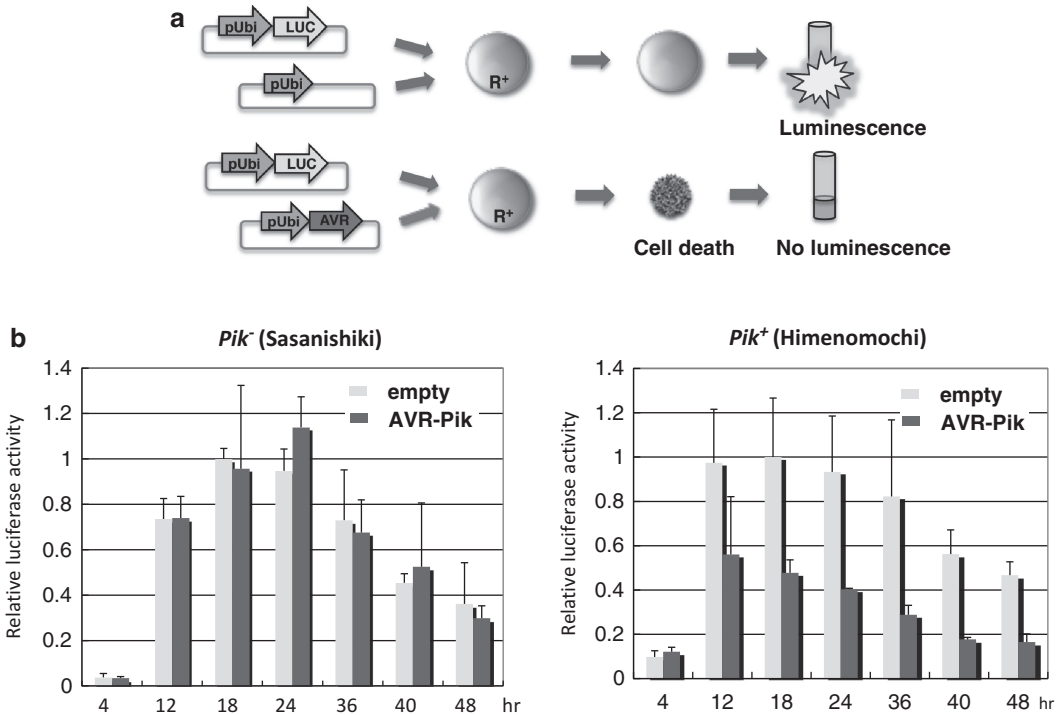 a
pUbi LUC
pUbi
R+
Luminescence
pUbi LUC
pUbi AVR
R+
Cell death
No luminescence
b
Pik- (Sasanishiki)
Relative luciferase activity
1.4
1.2
1
0.8
0.6
0.4
0.2
0
empty
AVR-Pik
4 12 18 24 36 40 48 hr
Pik+ (Himenomochi)
Relative luciferase activity
1.4
1.2
1
0.8
0.6
0.4
0.2
0
empty
AVR-Pik
4 12 18 24 36 40 48 hr